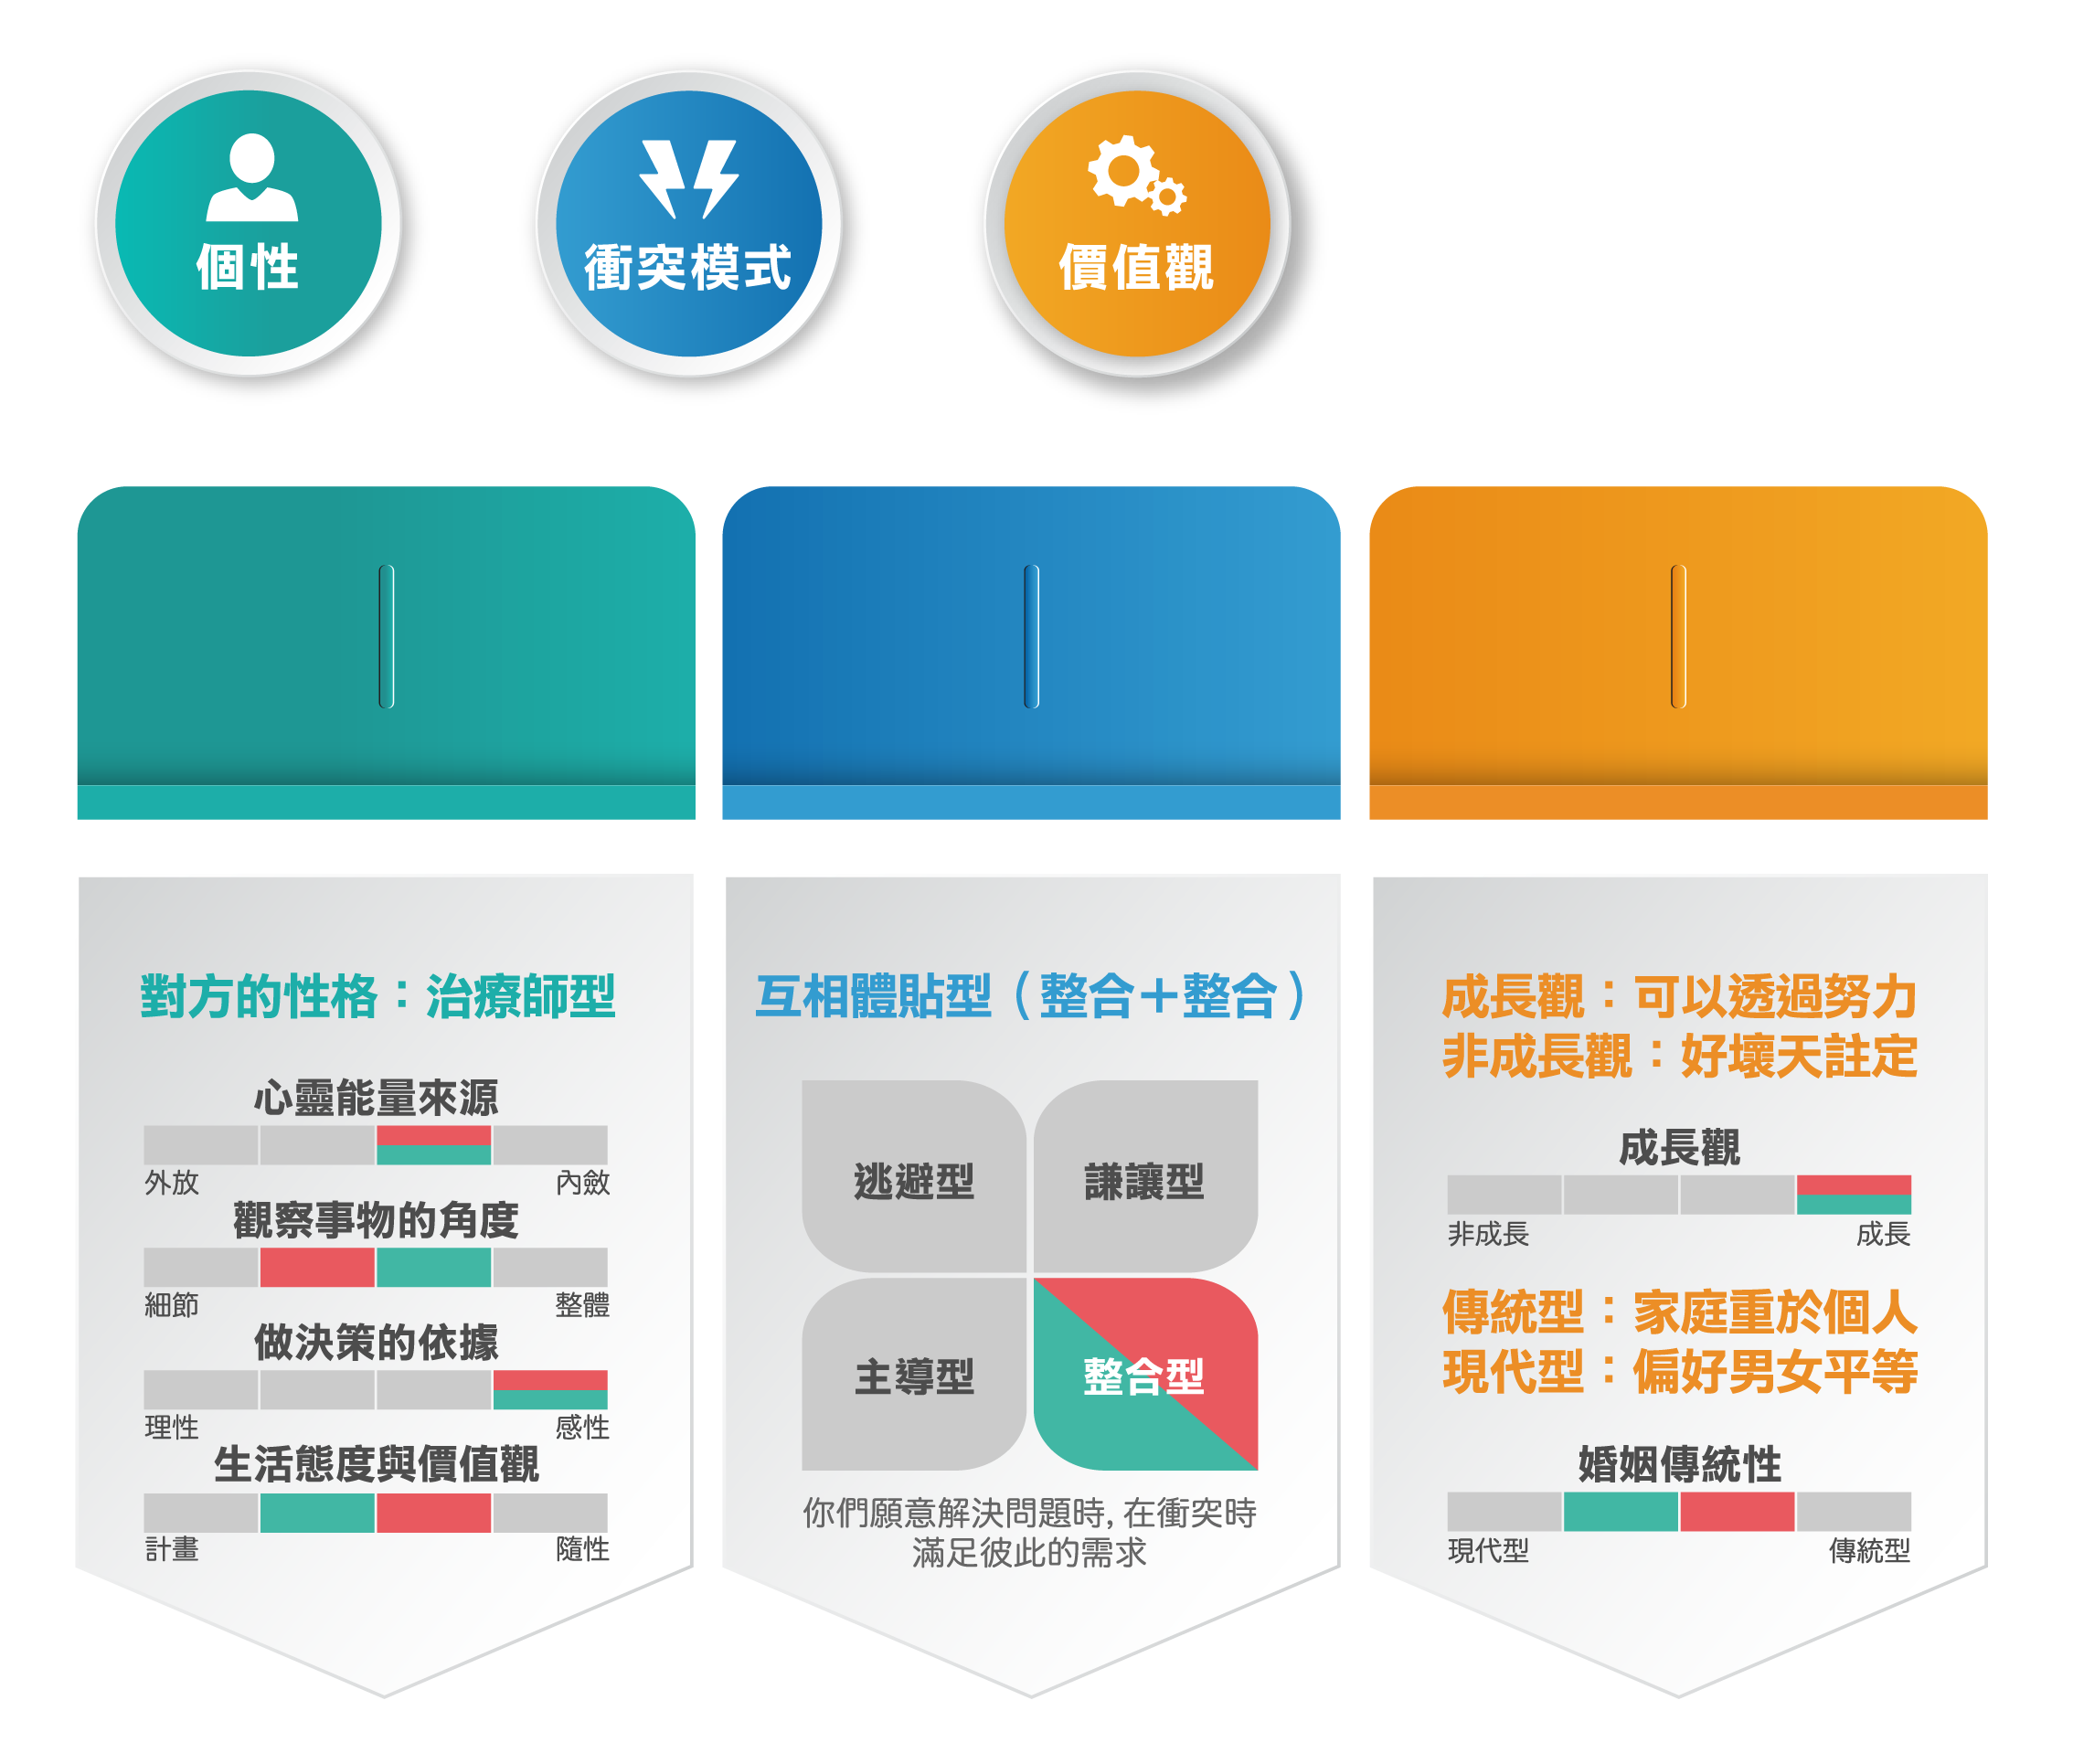 個性
衝突模式
價值觀
對方的性格：治療師型
心靈能量來源
外放
內斂
觀察事物的角度
細節
整體
做決策的依據
理性
感性
生活態度與價值觀
計畫
隨性
互相體貼型（整合+整合）
逃避型
謙讓型
主導型
整合型
你們願意解決問題時, 在衝突時
滿足彼此的需求
成長觀：可以透過努力
非成長觀：好壞天註定
成長觀
非成長
成長
傳統型：家庭重於個人
現代型：偏好男女平等
婚姻傳統性
現代型
傳統型